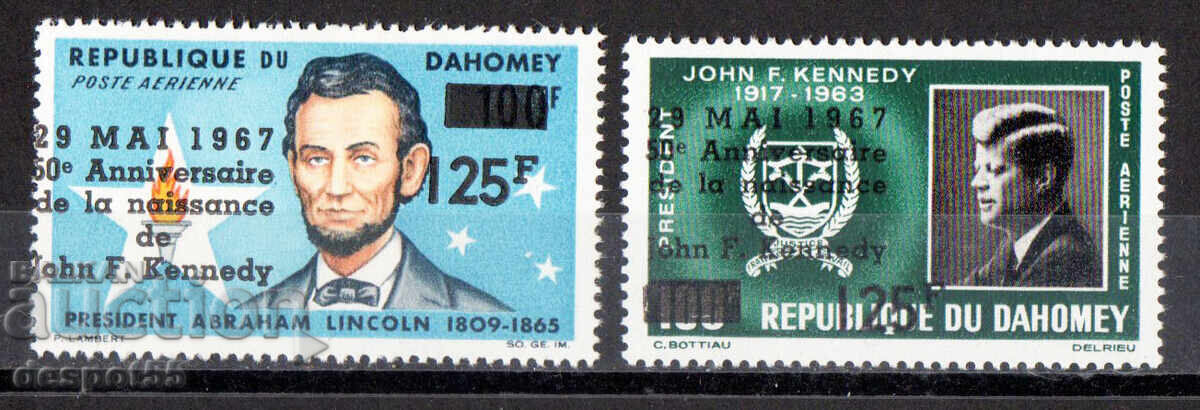 REPUBLIQUE DU DAHOMEY
POSTE AERIENNE
100F
29 MAI 1967
50e Anniversaire
de la naissance
de
John F. Kennedy
125F
PRESIDENT ABRAHAM LINCOLN 1809-1865
P. LAMBERT SO. GE. IM.
JOHN F. KENNEDY
1917-1963
PRESIDENT
POSTE AERIENNE
29 MAI 1967
50e Anniversaire
de la naissance
de
John F. Kennedy
JUSTICE
100 125F
REPUBLIQUE DU DAHOMEY
C. BOTTIAU DELRIEU
auction
despot55